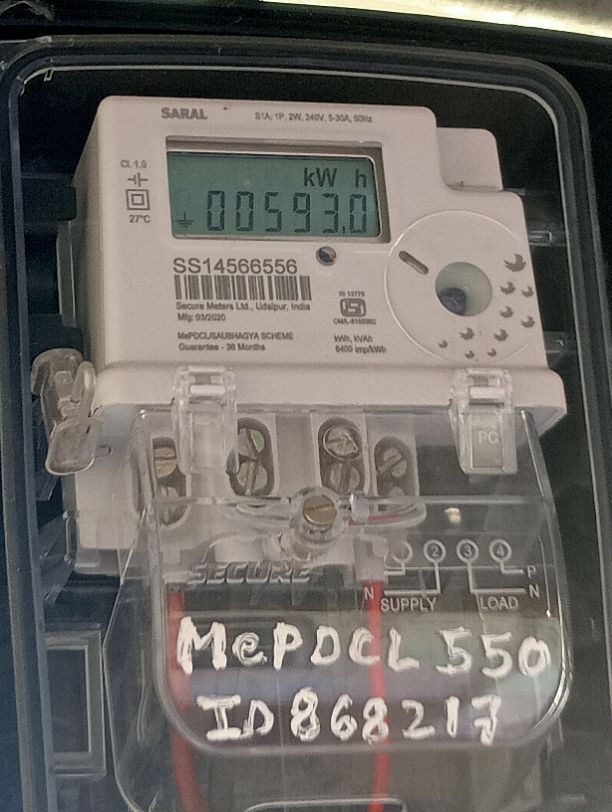 SARAL
S1A, 1P, 2W, 240V, 5-30A, 50Hz
Cl. 1.0
27°C
kW h
00593.0
SS14566556
Secure Meters Ltd., Udaipur, India
Mfg: 03/2020
MePDCL/SAUBHAGYA SCHEME
Guarantee - 36 Months
IS 13779
kWh, kVAh
6400 imp/kWh
PC
SECURE
2 3 4
P
N N
SUPPLY LOAD
MePDCL 550
ID 868217